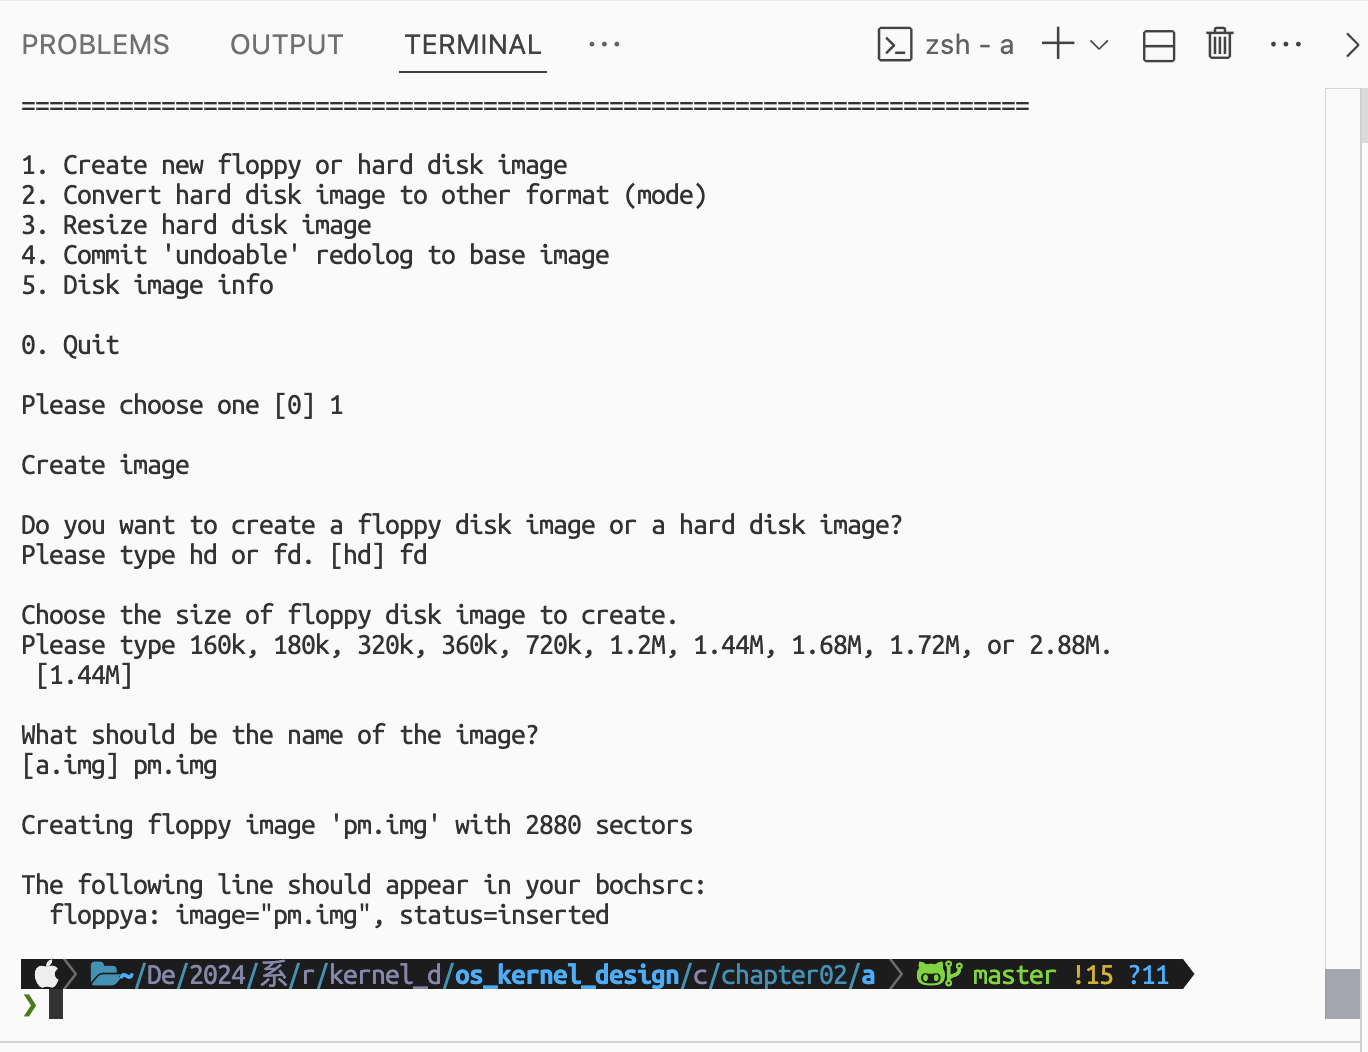 PROBLEMS OUTPUT TERMINAL ··· zsh - a ···
========================================================================
1. Create new floppy or hard disk image
2. Convert hard disk image to other format (mode)
3. Resize hard disk image
4. Commit 'undoable' redolog to base image
5. Disk image info
0. Quit
Please choose one [0] 1
Create image
Do you want to create a floppy disk image or a hard disk image?
Please type hd or fd. [hd] fd
Choose the size of floppy disk image to create.
Please type 160k, 180k, 320k, 360k, 720k, 1.2M, 1.44M, 1.68M, 1.72M, or 2.88M.
[1.44M]
What should be the name of the image?
[a.img] pm.img
Creating floppy image 'pm.img' with 2880 sectors
The following line should appear in your bochsrc:
floppya: image="pm.img", status=inserted
~/De/2024/系/r/kernel_d/os_kernel_design/c/chapter02/a master !15 ?11
❯